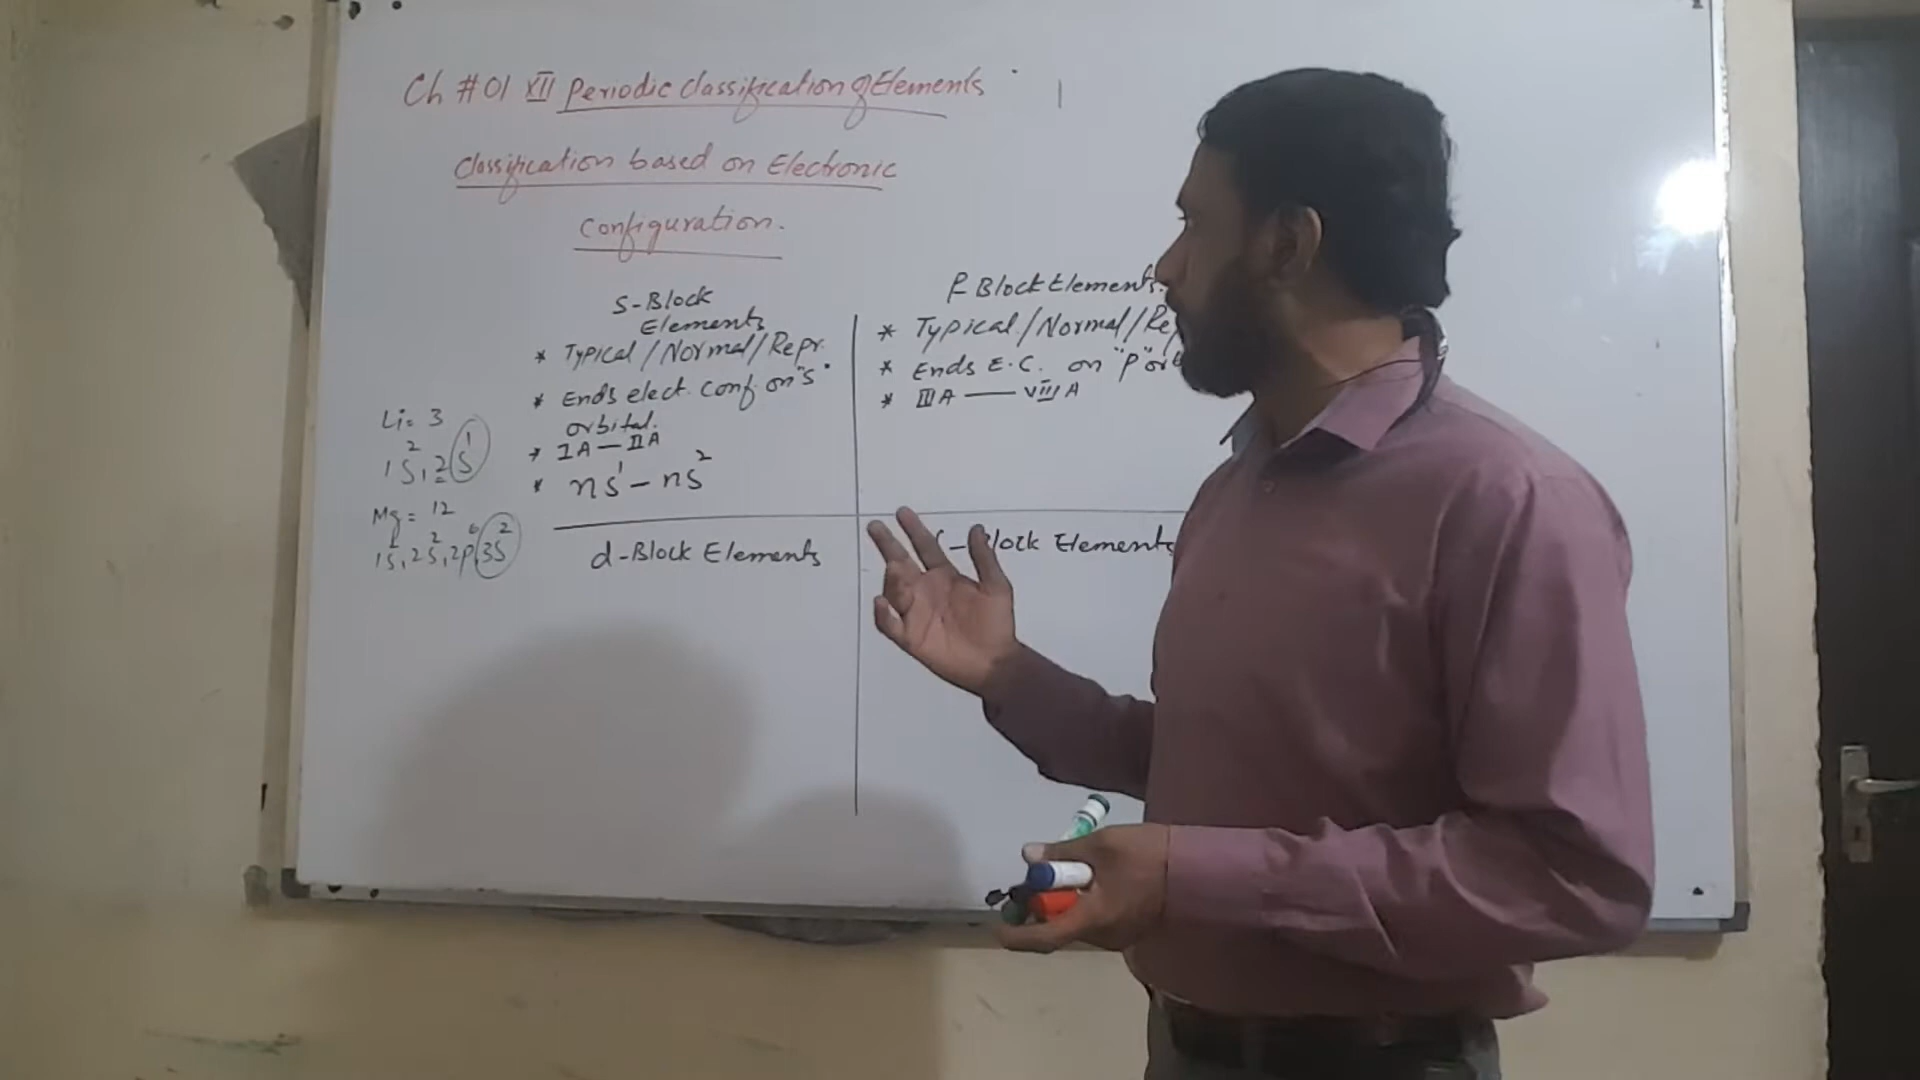 Ch #01 XII Periodic Classification of Elements
Classification based on Electronic
Configuration.
S-Block
Elements
* Typical/Normal/Repr.
* Ends elect. conf on "s"
orbital.
* IA — IIA
* ns¹ - ns²
Li = 3
1s², 2s¹
Mg = 12
1s², 2s², 2p⁶, 3s²
P Block Elements.
* Typical/Normal/Re
* Ends E.C. on "p" orb
* IIIA — VIIIA
d-Block Elements
Block Elements